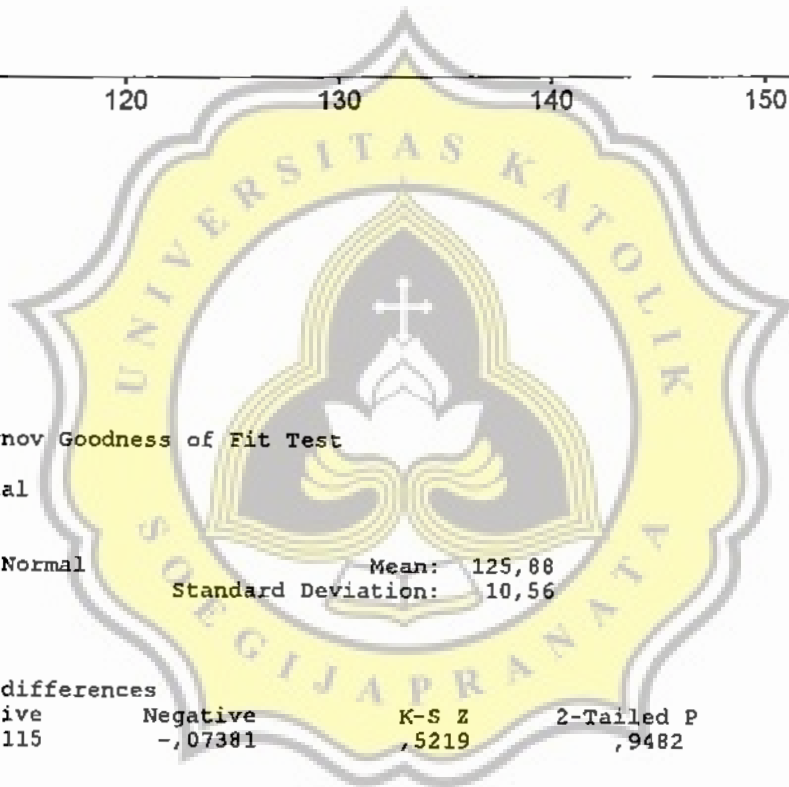 120 130 140 150
UNIVERSITAS KATOLIK
nov Goodness of Fit Test
al
Normal Mean: 125,88
Standard Deviation: 10,56
SOEGIJAPRANATA
differences
ive Negative K-S Z 2-Tailed P
115 -,07381 ,5219 ,9482